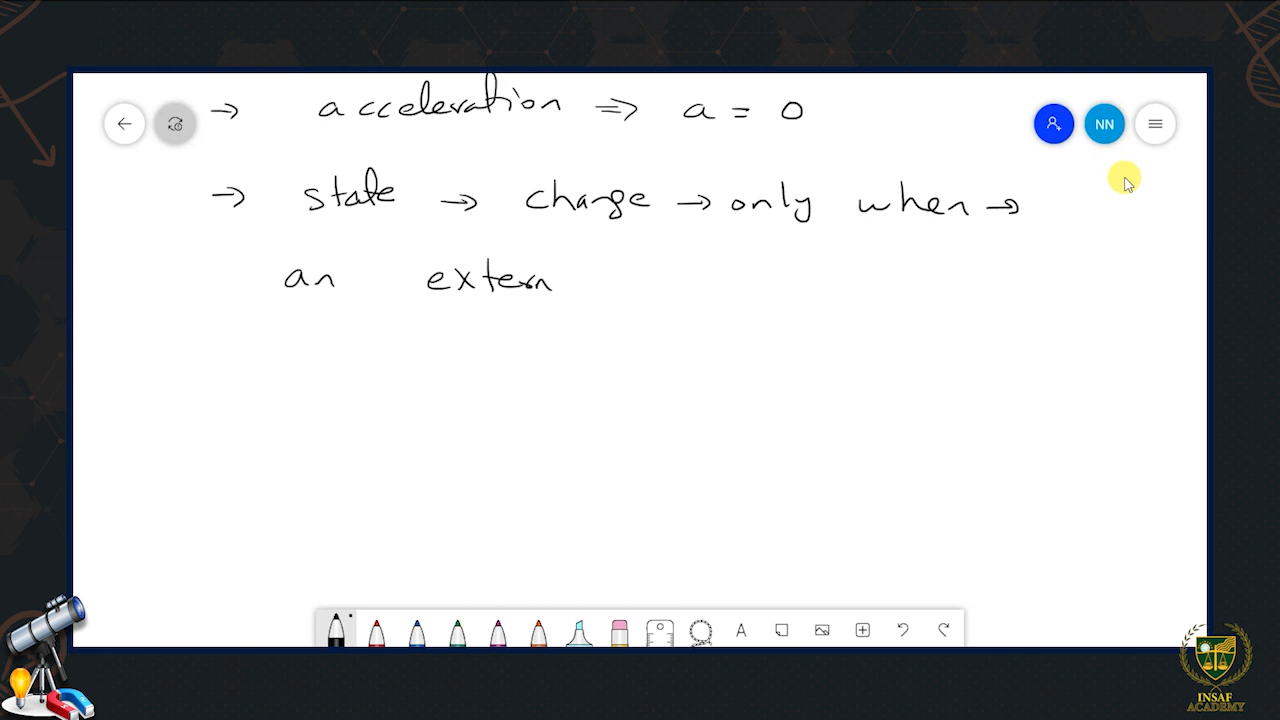 → acceleration ⇒ a = 0
NN
→ state → change → only when →
an extern
A
INSAF
ACADEMY